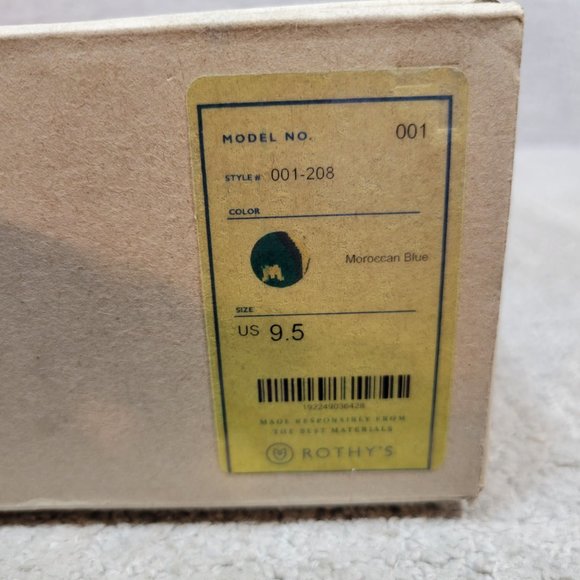 MODEL NO. 001
STYLE# 001-208
COLOR
M
Moroccan Blue
SIZE
US 9.5
192249036428
MADE RESPONSIBLY FROM
THE BEST MATERIALS
ROTHY'S